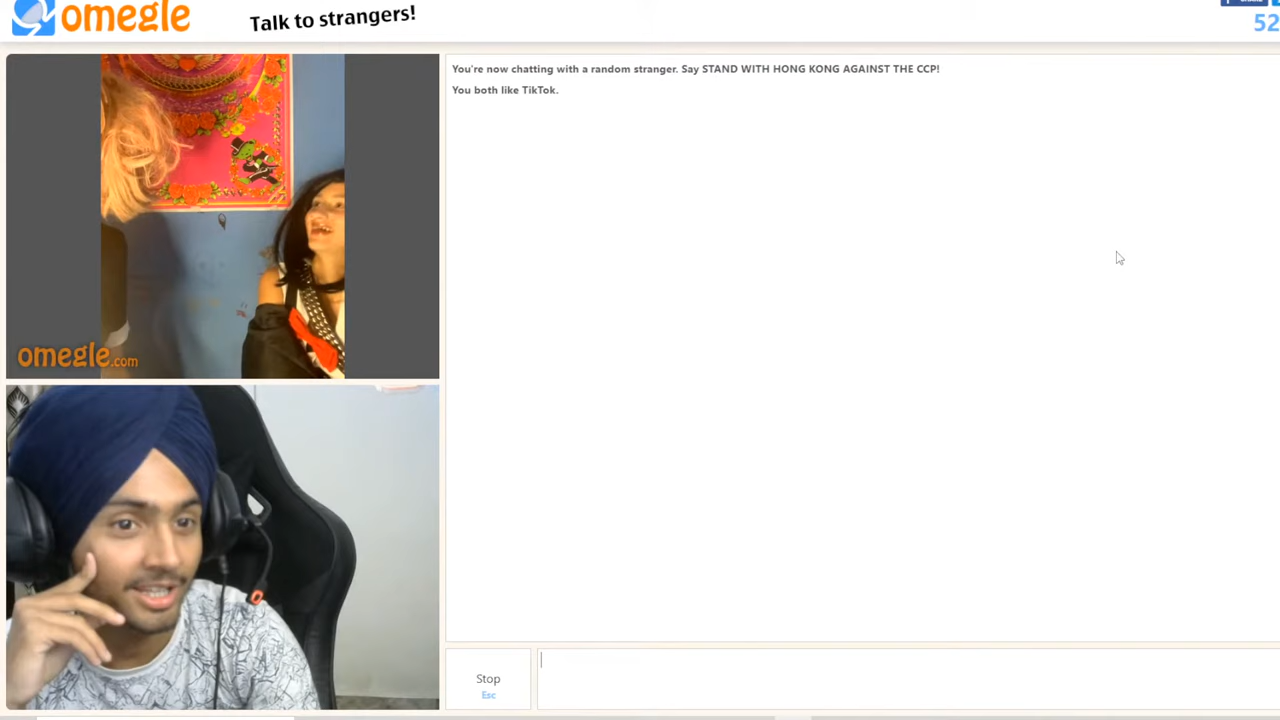 omegle
Talk to strangers!
52
You're now chatting with a random stranger. Say STAND WITH HONG KONG AGAINST THE CCP!
You both like TikTok.
omegle.com
Stop
Esc